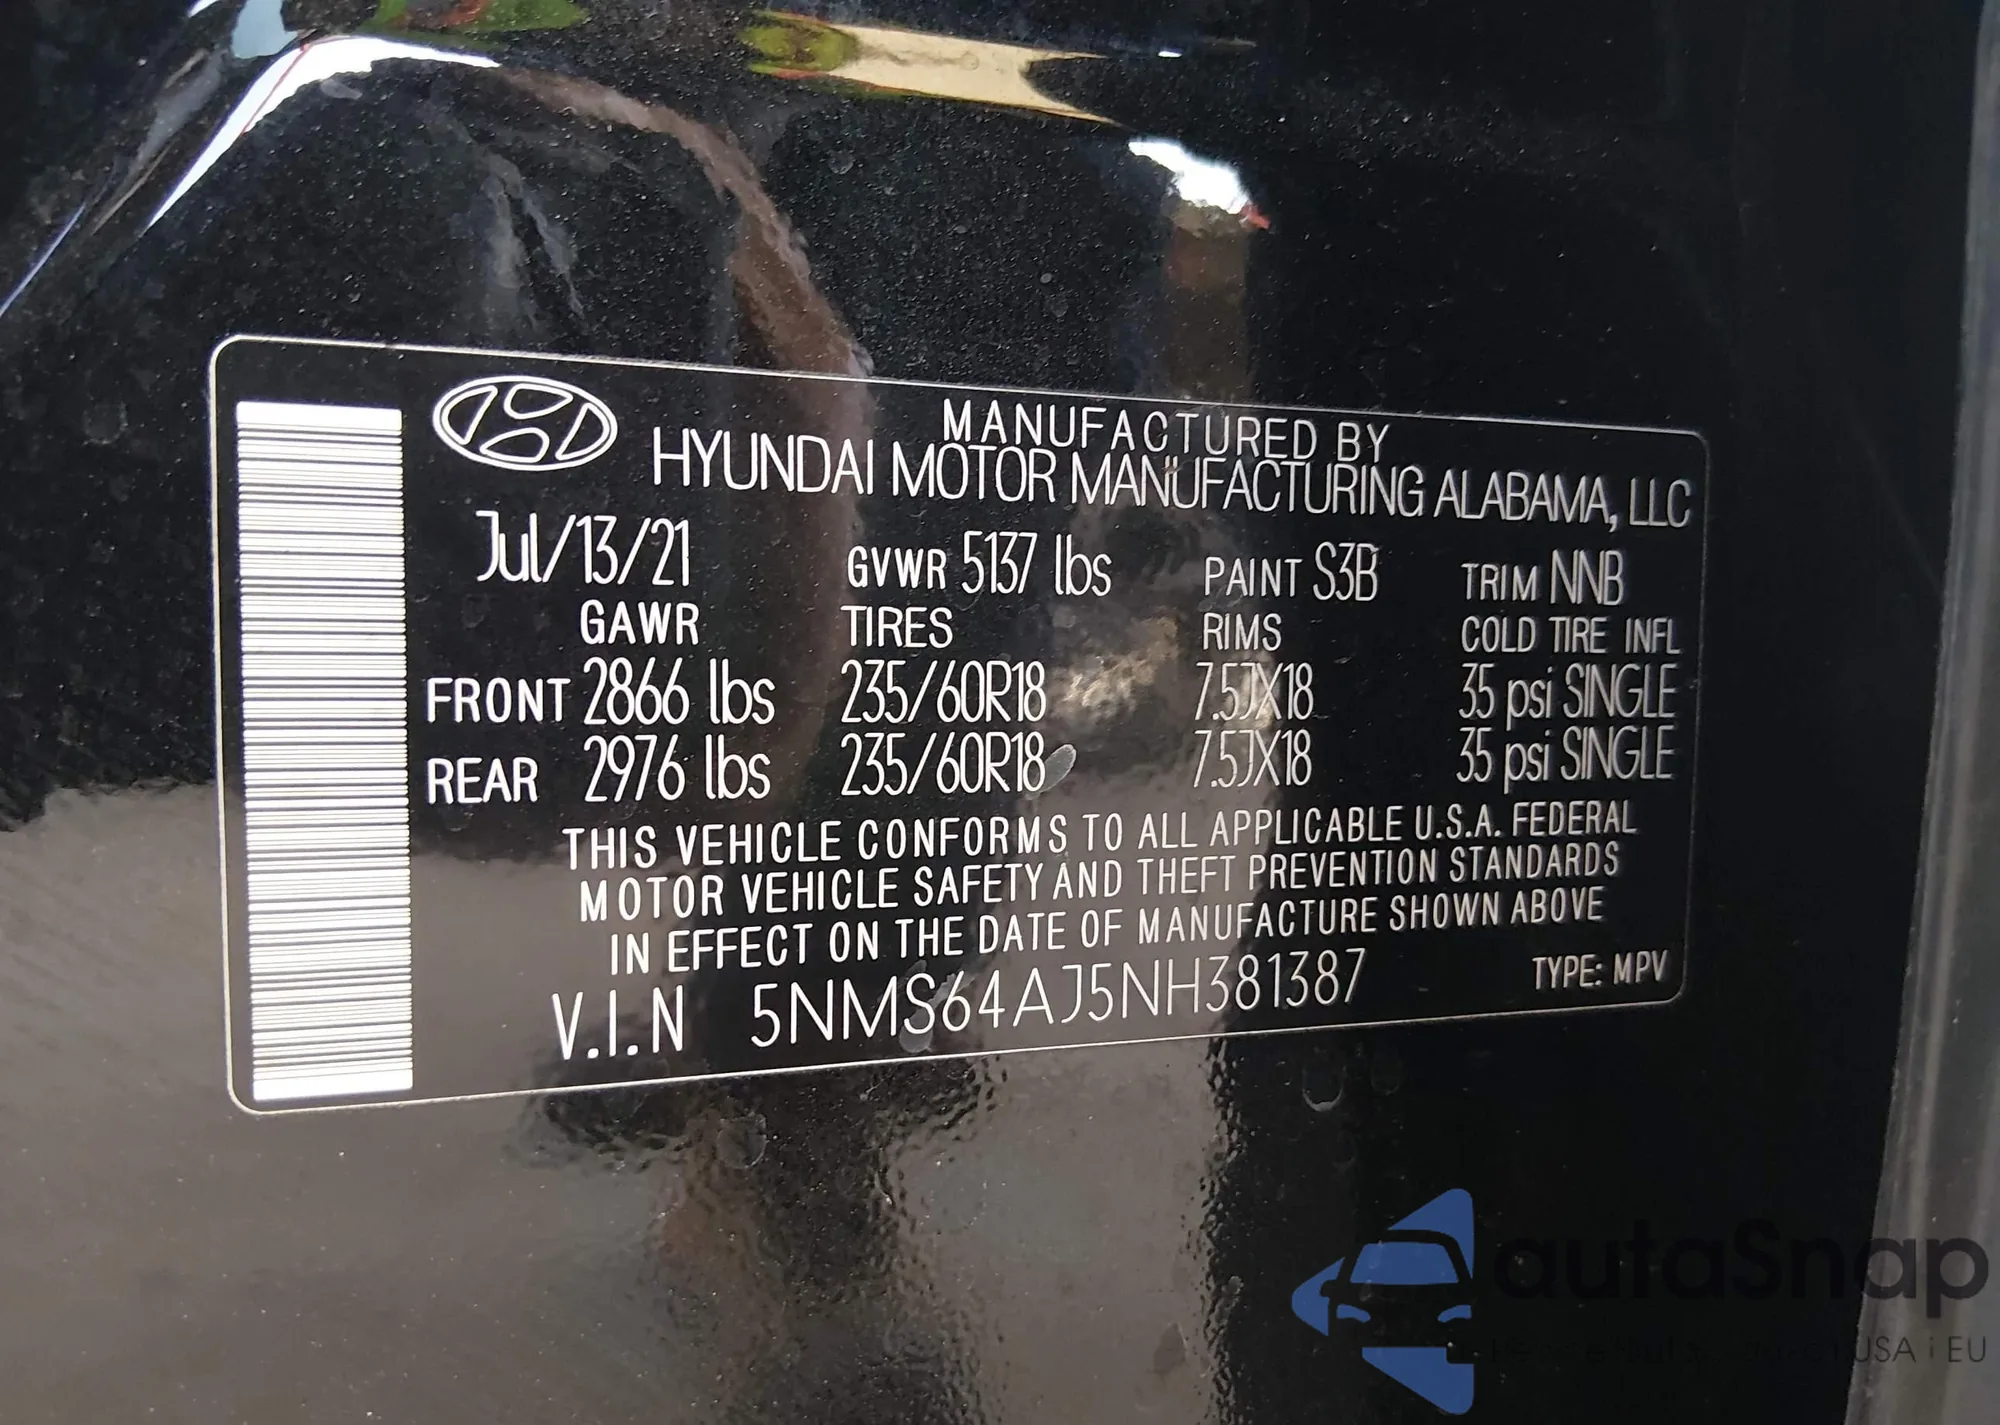 MANUFACTURED BY
HYUNDAI MOTOR MANUFACTURING ALABAMA, LLC
Jul/13/21 GVWR 5137 lbs PAINT S3B TRIM NNB
GAWR TIRES RIMS COLD TIRE INFL
FRONT 2866 lbs 235/60R18 7.5JX18 35 psi SINGLE
REAR 2976 lbs 235/60R18 7.5JX18 35 psi SINGLE
THIS VEHICLE CONFORMS TO ALL APPLICABLE U.S.A. FEDERAL
MOTOR VEHICLE SAFETY AND THEFT PREVENTION STANDARDS
IN EFFECT ON THE DATE OF MANUFACTURE SHOWN ABOVE
V.I.N 5NMS64AJ5NH381387 TYPE: MPV
autaSnap
USA i EU